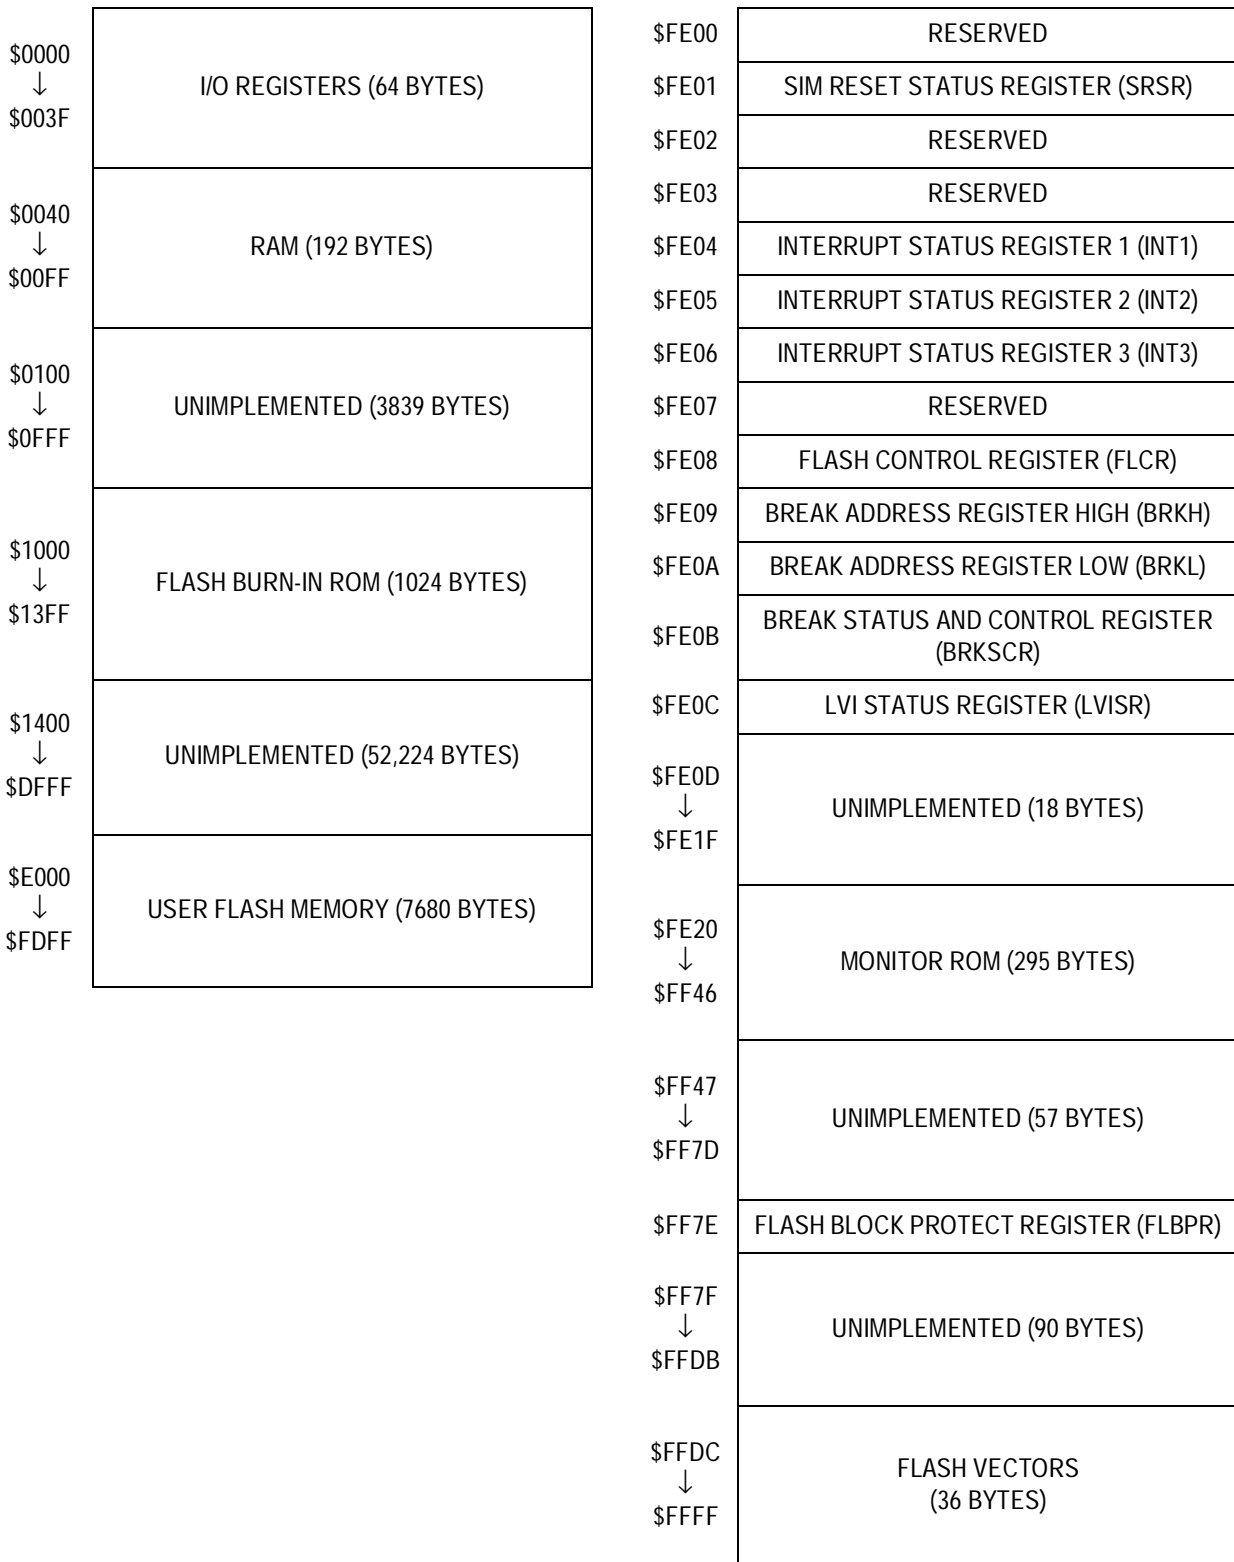 $0000
↓
$003F
I/O REGISTERS (64 BYTES)
$0040
↓
$00FF
RAM (192 BYTES)
$0100
↓
$0FFF
UNIMPLEMENTED (3839 BYTES)
$1000
↓
$13FF
FLASH BURN-IN ROM (1024 BYTES)
$1400
↓
$DFFF
UNIMPLEMENTED (52,224 BYTES)
$E000
↓
$FDFF
USER FLASH MEMORY (7680 BYTES)
$FE00 RESERVED
$FE01 SIM RESET STATUS REGISTER (SRSR)
$FE02 RESERVED
$FE03 RESERVED
$FE04 INTERRUPT STATUS REGISTER 1 (INT1)
$FE05 INTERRUPT STATUS REGISTER 2 (INT2)
$FE06 INTERRUPT STATUS REGISTER 3 (INT3)
$FE07 RESERVED
$FE08 FLASH CONTROL REGISTER (FLCR)
$FE09 BREAK ADDRESS REGISTER HIGH (BRKH)
$FE0A BREAK ADDRESS REGISTER LOW (BRKL)
$FE0B BREAK STATUS AND CONTROL REGISTER
(BRKSCR)
$FE0C LVI STATUS REGISTER (LVISR)
$FE0D
↓
$FE1F
UNIMPLEMENTED (18 BYTES)
$FE20
↓
$FF46
MONITOR ROM (295 BYTES)
$FF47
↓
$FF7D
UNIMPLEMENTED (57 BYTES)
$FF7E FLASH BLOCK PROTECT REGISTER (FLBPR)
$FF7F
↓
$FFDB
UNIMPLEMENTED (90 BYTES)
$FFDC
↓
$FFFF
FLASH VECTORS
(36 BYTES)